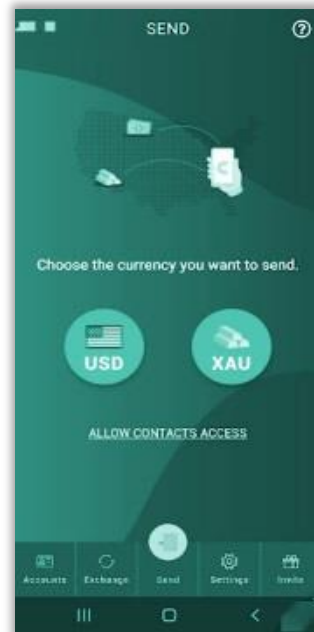 SEND
?
Choose the currency you want to send.
USD XAU
ALLOW CONTACTS ACCESS
Accounts Exchange Send Settings Invite